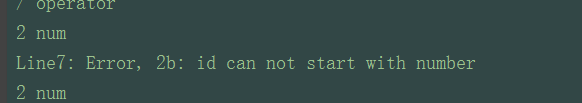 / operator
2 num
Line7: Error, 2b: id can not start with number
2 num